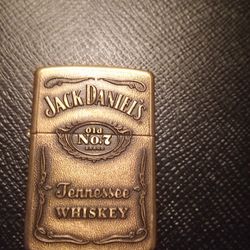 JACK DANIEL'S
Old
No.7
BRAND
Tennessee
WHISKEY